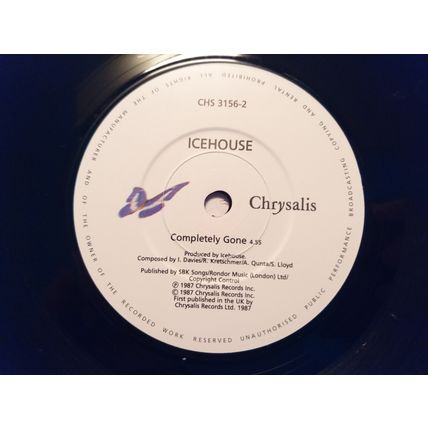 CHS 3156-2
ICEHOUSE
Chrysalis
Completely Gone 4.35
Produced by Icehouse.
Composed by I. Davies/R. Kretschmer/A. Qunta/S. Lloyd
Published by SBK Songs/Rondor Music (London) Ltd/
Copyright Control
℗ 1987 Chrysalis Records Inc.
© 1987 Chrysalis Records Inc.
First published in the UK by
Chrysalis Records Ltd. 1987
ALL RIGHTS OF THE MANUFACTURER AND OF THE OWNER OF THE RECORDED WORK RESERVED UNAUTHORISED PUBLIC PERFORMANCE BROADCASTING COPYING AND RENTAL PROHIBITED